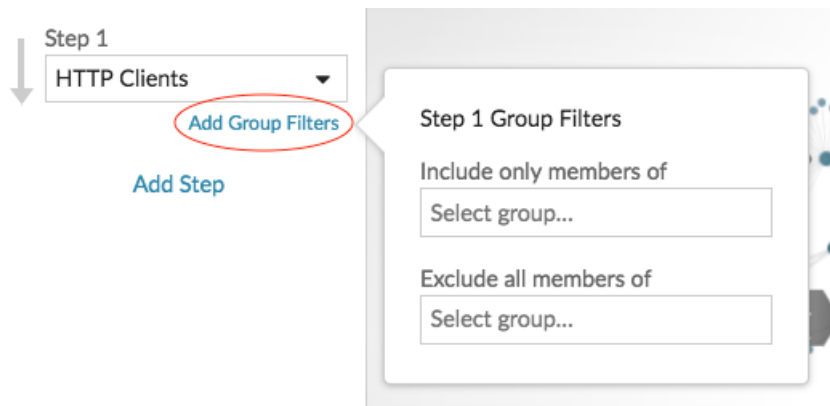 Step 1
HTTP Clients
Add Group Filters
Add Step
Step 1 Group Filters
Include only members of
Select group...
Exclude all members of
Select group...